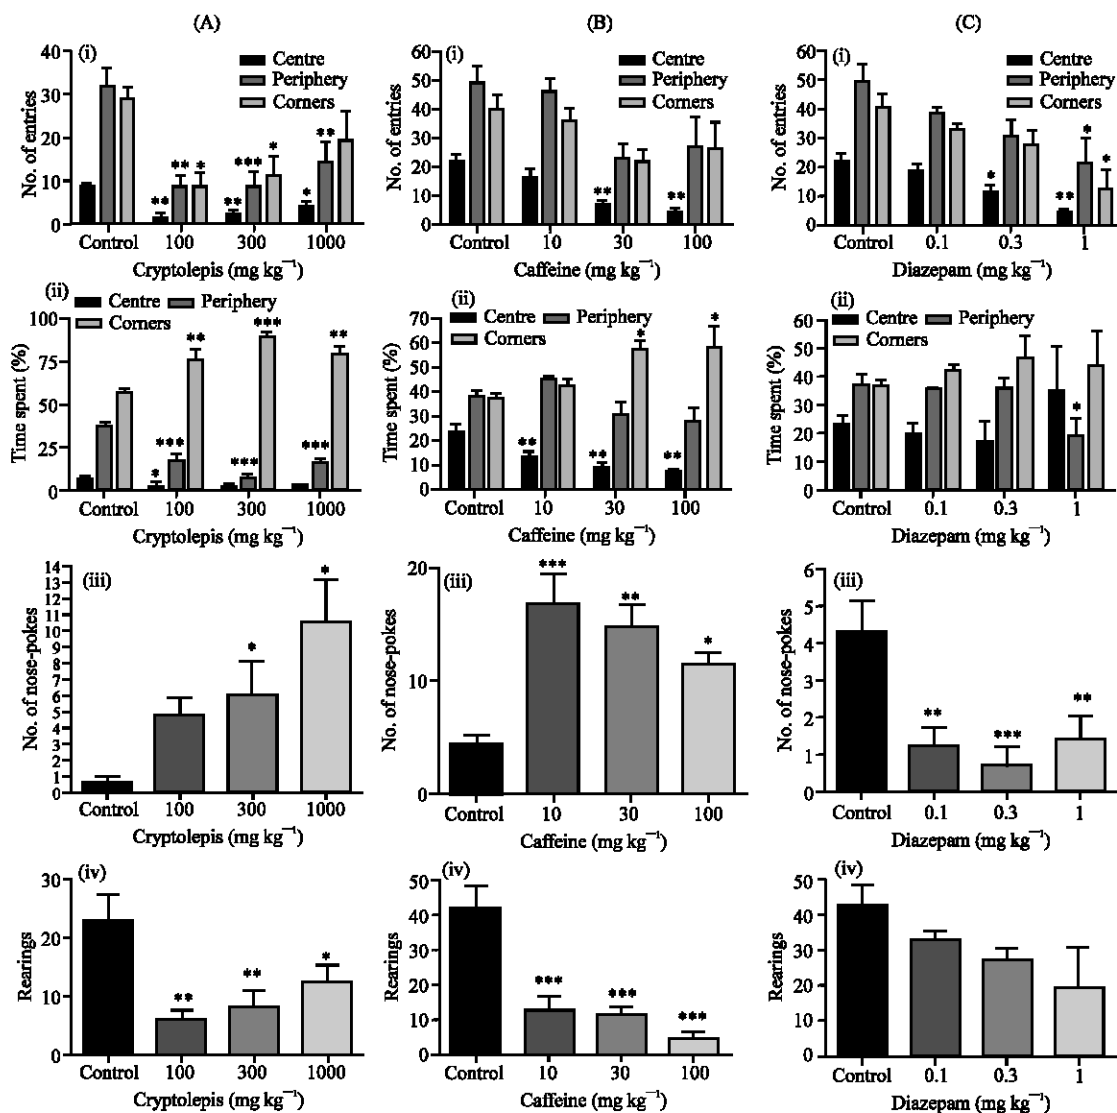 (A)
(i)
Centre
Periphery
Corners
No. of entries
40
30
20
10
0
** ** *
** *** *
* **
Control 100 300 1000
Cryptolepis (mg kg⁻¹)
(ii)
Centre Periphery
Corners
Time spent (%)
100
75
50
25
0
* *** **
*** ***
*** **
Control 100 300 1000
Cryptolepis (mg kg⁻¹)
(iii)
No. of nose-pokes
14
13
12
11
10
9
8
7
6
5
4
3
2
1
0
*
*
Control 100 300 1000
Cryptolepis (mg kg⁻¹)
(iv)
Rearings
30
20
10
0
** ** *
Control 100 300 1000
Cryptolepis (mg kg⁻¹)
(B)
(i)
Centre
Periphery
Corners
No. of entries
60
50
40
30
20
10
0
** **
Control 10 30 100
Caffeine (mg kg⁻¹)
(ii)
Centre Periphery
Corners
Time spent (%)
70
60
50
40
30
20
10
0
**
** *
** *
Control 10 30 100
Caffeine (mg kg⁻¹)
(iii)
No. of nose-pokes
20
10
0
*** ** *
Control 10 30 100
Caffeine (mg kg⁻¹)
(iv)
Rearings
50
40
30
20
10
0
*** *** ***
Control 10 30 100
Caffeine (mg kg⁻¹)
(C)
(i)
Centre
Periphery
Corners
No. of entries
60
50
40
30
20
10
0
*
** * *
Control 0.1 0.3 1
Diazepam (mg kg⁻¹)
(ii)
Centre Periphery
Corners
Time spent (%)
60
50
40
30
20
10
0
*
Control 0.1 0.3 1
Diazepam (mg kg⁻¹)
(iii)
No. of nose-pokes
6
5
4
3
2
1
0
** *** **
Control 0.1 0.3 1
Diazepam (mg kg⁻¹)
(iv)
Rearings
50
40
30
20
10
0
Control 0.1 0.3 1
Diazepam (mg kg⁻¹)